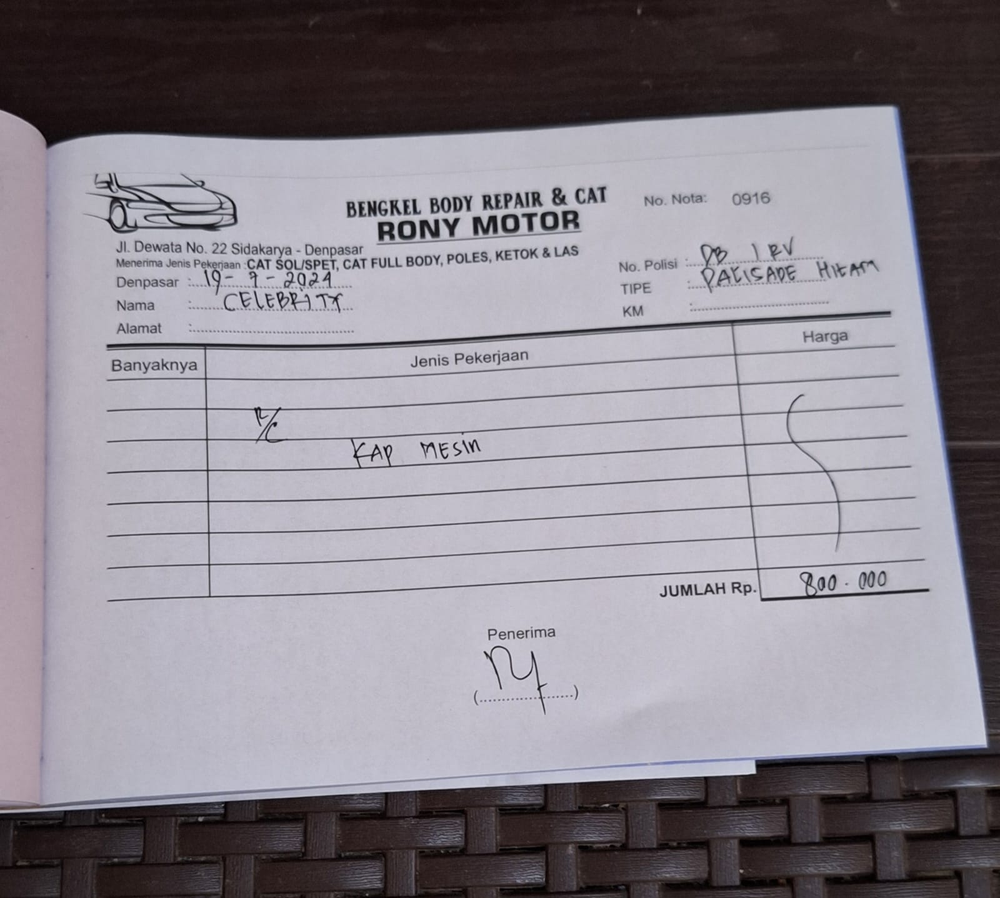 BENGKEL BODY REPAIR & CAT
RONY MOTOR
No. Nota: 0916
Jl. Dewata No. 22 Sidakarya - Denpasar
Menerima Jenis Pekerjaan : CAT SOL/SPET, CAT FULL BODY, POLES, KETOK & LAS
Denpasar : 19 - 7 - 2024
Nama : CELEBRITY
Alamat :
No. Polisi : DB 1 RV
TIPE : PALISADE HITAM
KM :
Banyaknya Jenis Pekerjaan Harga
R/C
KAP MESIN
JUMLAH Rp. 800.000
Penerima
(....................)